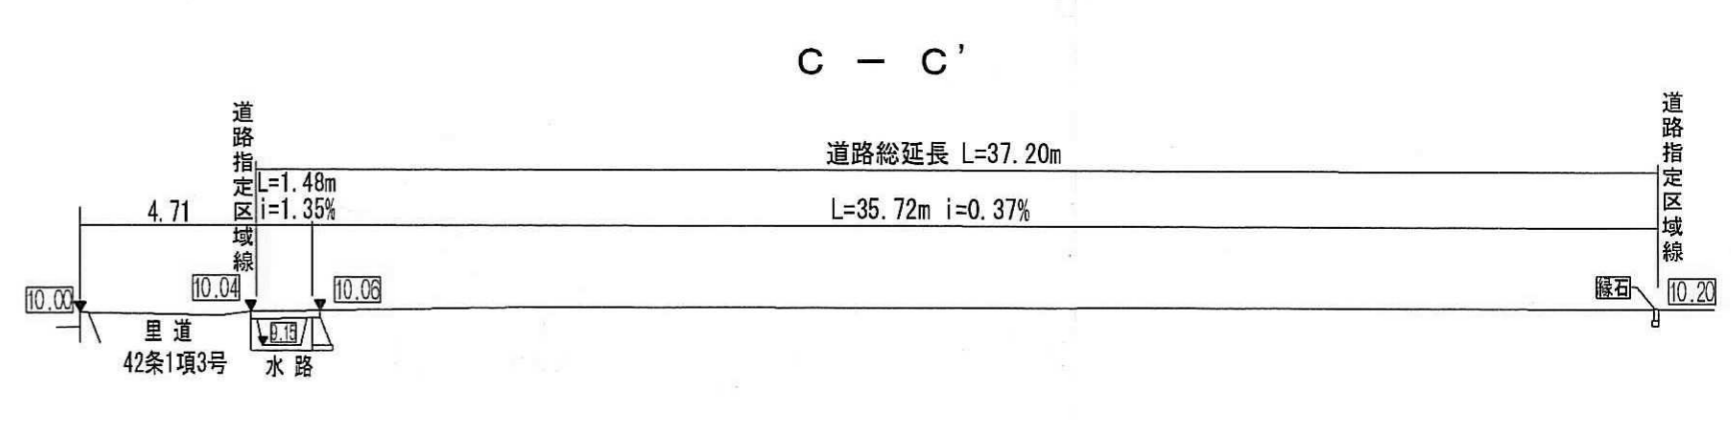 C － C'
道路指定区域線
道路指定区域線
道路総延長 L=37.20m
L=1.48m
i=1.35%
4.71
L=35.72m i=0.37%
10.00
10.04
10.06
縁石
10.20
里道
42条1項3号
9.15
水路